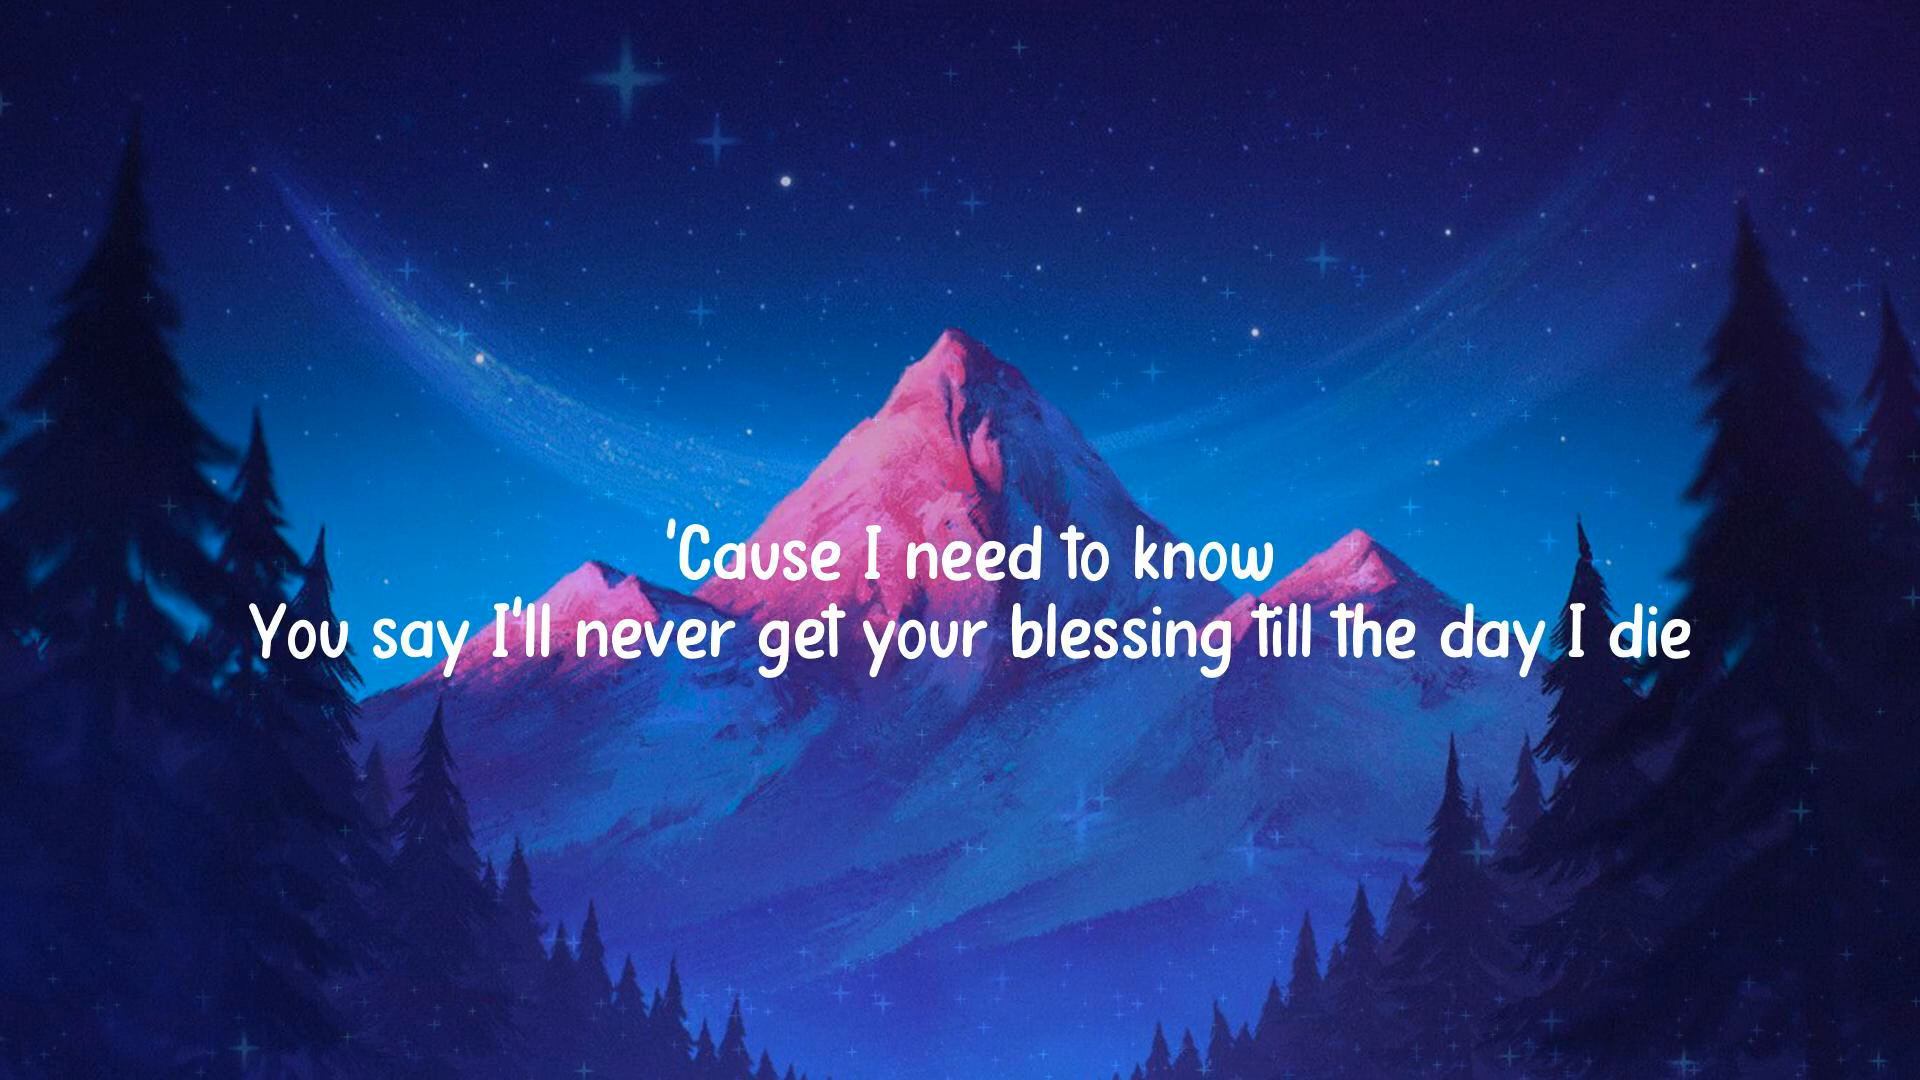 'Cause I need to know
You say I'll never get your blessing till the day I die